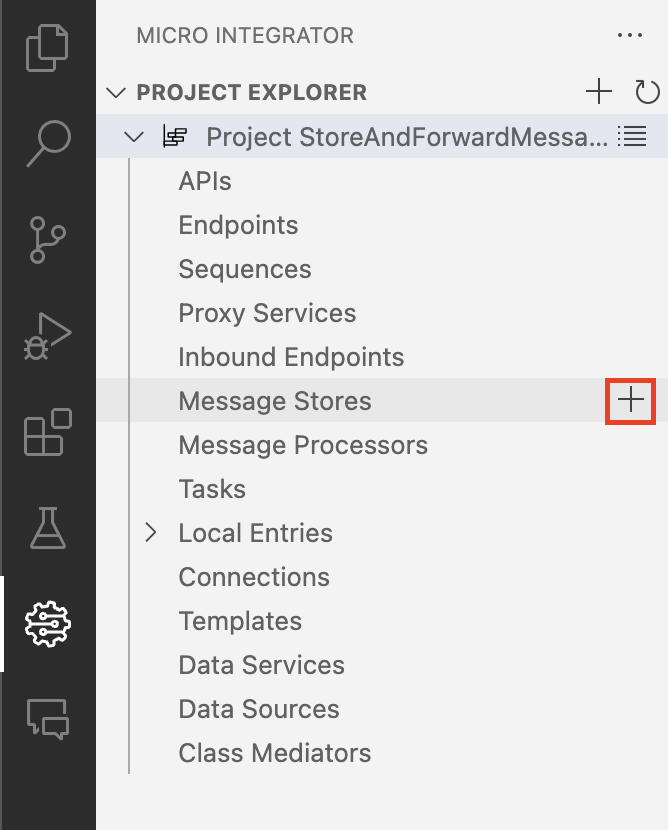 MICRO INTEGRATOR
PROJECT EXPLORER
Project StoreAndForwardMessa...
APIs
Endpoints
Sequences
Proxy Services
Inbound Endpoints
Message Stores
Message Processors
Tasks
Local Entries
Connections
Templates
Data Services
Data Sources
Class Mediators